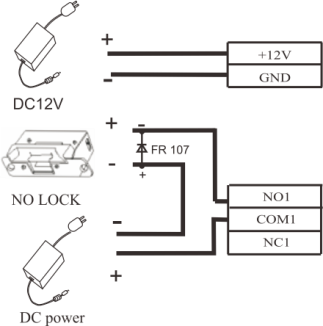 +
+12V
-
GND
DC12V
+
-
FR 107
-
+
NO LOCK
NO1
-
COM1
NC1
+
DC power